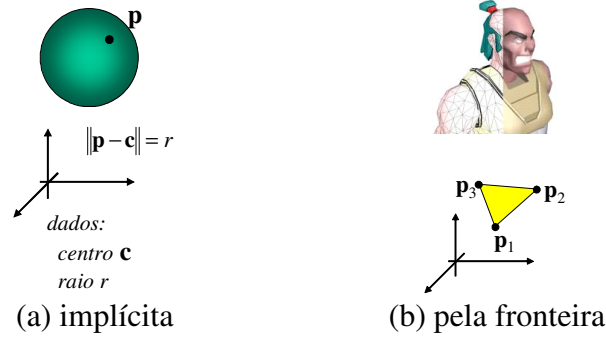 p
‖p − c‖ = r
dados:
centro c
raio r
(a) implícita
p₃
p₂
p₁
(b) pela fronteira